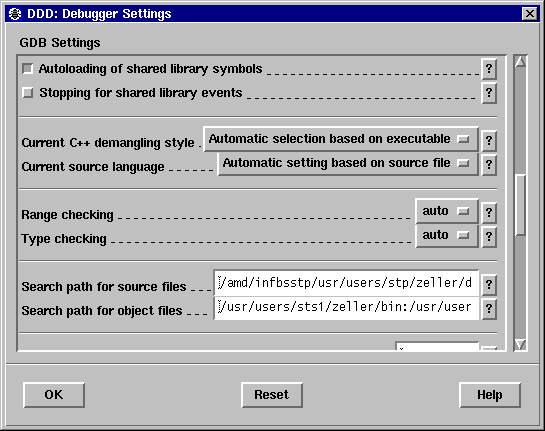 DDD: Debugger Settings
GDB Settings
Autoloading of shared library symbols ?
Stopping for shared library events ?
Current C++ demangling style Automatic selection based on executable ?
Current source language Automatic setting based on source file ?
Range checking auto ?
Type checking auto ?
Search path for source files /amd/infbsstp/usr/users/stp/zeller/d ?
Search path for object files /usr/users/sts1/zeller/bin:/usr/user ?
OK Reset Help